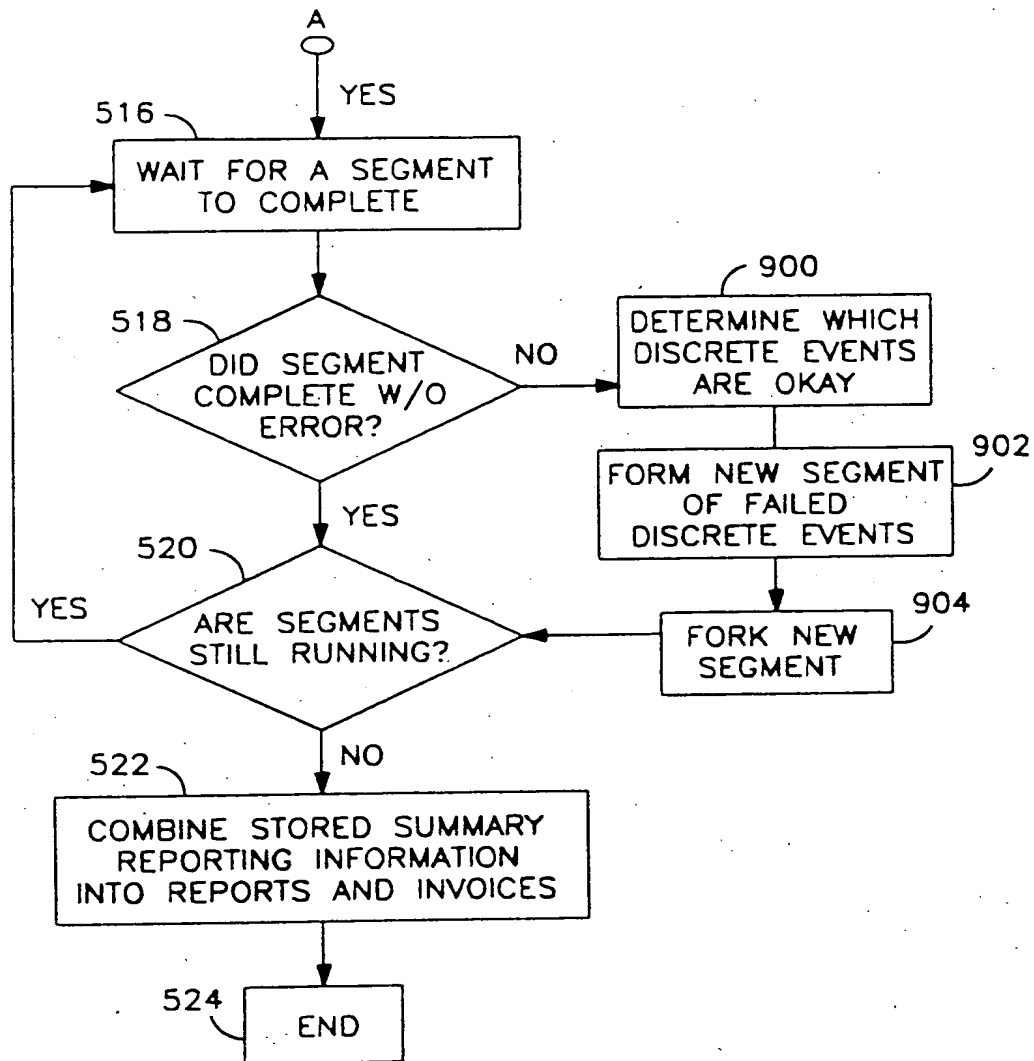 A
YES
516
WAIT FOR A SEGMENT
TO COMPLETE
518
DID SEGMENT
COMPLETE W/O
ERROR?
NO
900
DETERMINE WHICH
DISCRETE EVENTS
ARE OKAY
902
FORM NEW SEGMENT
OF FAILED
DISCRETE EVENTS
904
FORK NEW
SEGMENT
YES
520
YES
ARE SEGMENTS
STILL RUNNING?
NO
522
COMBINE STORED SUMMARY
REPORTING INFORMATION
INTO REPORTS AND INVOICES
524
END